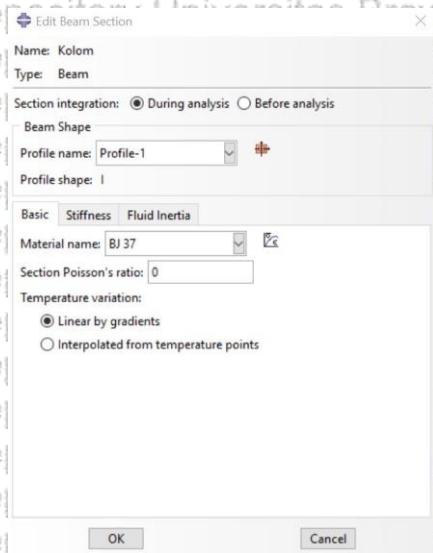 Edit Beam Section
Name: Kolom
Type: Beam
Section integration: During analysis Before analysis
Beam Shape
Profile name: Profile-1
Profile shape: I
Basic Stiffness Fluid Inertia
Material name: BJ 37
Section Poisson's ratio: 0
Temperature variation:
Linear by gradients
Interpolated from temperature points
OK Cancel